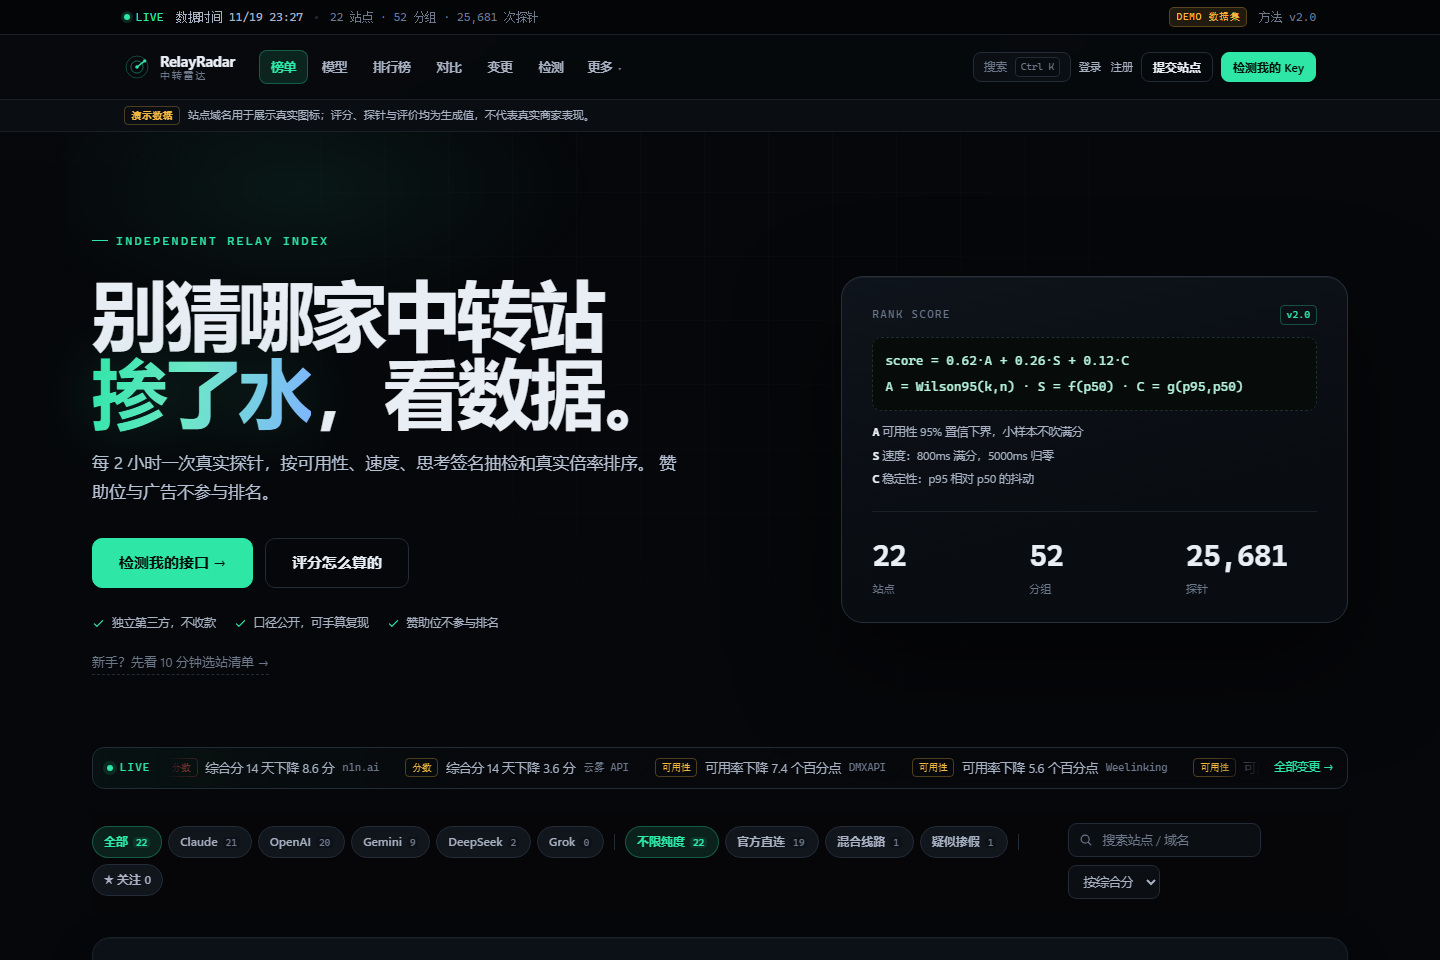 LIVE 数据时间 11/19 23:27 · 22 站点 · 52 分组 · 25,681 次探针
DEMO 数据集 方法 v2.0
RelayRadar
中转雷达
榜单 模型 排行榜 对比 变更 检测 更多
搜索 Ctrl K 登录 注册 提交站点 检测我的 Key
演示数据 站点域名用于展示真实图标；评分、探针与评价均为生成值，不代表真实商家表现。
INDEPENDENT RELAY INDEX
别猜哪家中转站
掺了水，看数据。
每 2 小时一次真实探针，按可用性、速度、思考签名抽检和真实倍率排序。 赞
助位与广告不参与排名。
检测我的接口 →
评分怎么算的
✓ 独立第三方，不收款 ✓ 口径公开，可手算复现 ✓ 赞助位不参与排名
新手？先看 10 分钟选站清单 →
RANK SCORE v2.0
score = 0.62·A + 0.26·S + 0.12·C
A = Wilson95(k,n) · S = f(p50) · C = g(p95,p50)
A 可用性 95% 置信下界，小样本不吹满分
S 速度：800ms 满分，5000ms 归零
C 稳定性：p95 相对 p50 的抖动
22 52 25,681
站点 分组 探针
LIVE 分数 综合分 14 天下降 8.6 分 n1n.ai 分数 综合分 14 天下降 3.6 分 云雾 API 可用性 可用率下降 7.4 个百分点 DMXAPI 可用性 可用率下降 5.6 个百分点 Weelinking 可用性 可 全部变更 →
全部 22 Claude 21 OpenAI 20 Gemini 9 DeepSeek 2 Grok 0 不限纯度 22 官方直连 19 混合线路 1 疑似掺假 1
搜索站点 / 域名
★ 关注 0
按综合分